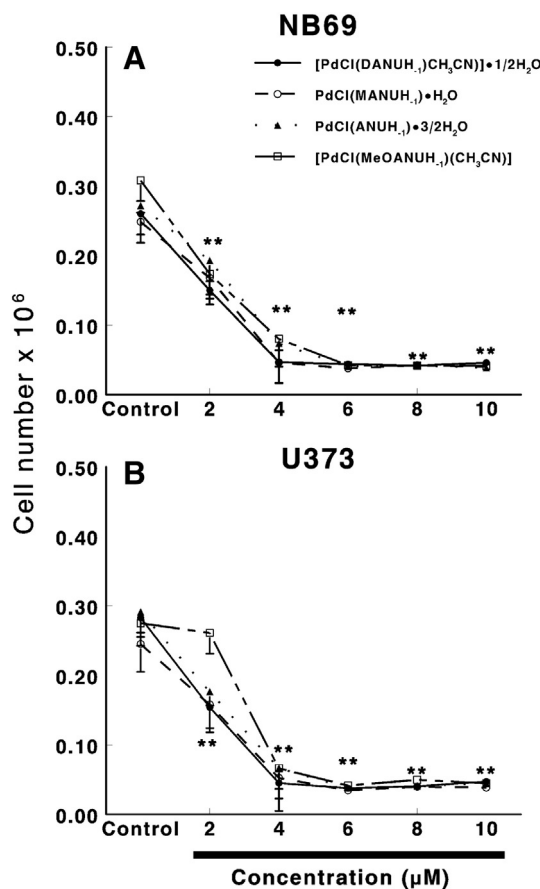 NB69
A
0.50
0.40
0.30
0.20
0.10
0.00
[PdCl(DANUH₋₁)CH₃CN)]•1/2H₂O
PdCl(MANUH₋₁)•H₂O
PdCl(ANUH₋₁)•3/2H₂O
[PdCl(MeOANUH₋₁)(CH₃CN)]
** ** ** ** **
Control 2 4 6 8 10
Cell number x 10⁶
U373
B
0.50
0.40
0.30
0.20
0.10
0.00
** ** ** ** **
Control 2 4 6 8 10
Concentration (µM)